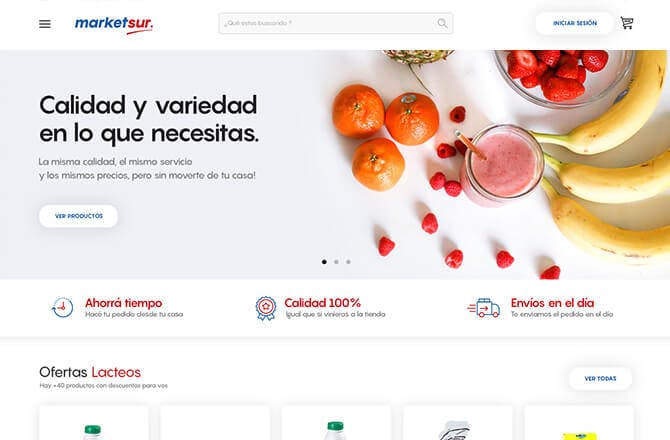 marketsur.
¿Qué estas buscando ?
INICIAR SESIÓN
Calidad y variedad
en lo que necesitas.
La misma calidad, el mismo servicio
y los mismos precios, pero sin moverte de tu casa!
VER PRODUCTOS
Ahorrá tiempo
Hacé tu pedido desde tu casa
Calidad 100%
Igual que si vinieras a la tienda
Envíos en el día
Te enviamos el pedido en el día
Ofertas Lacteos
Hay +40 productos con descuentos para vos
VER TODAS